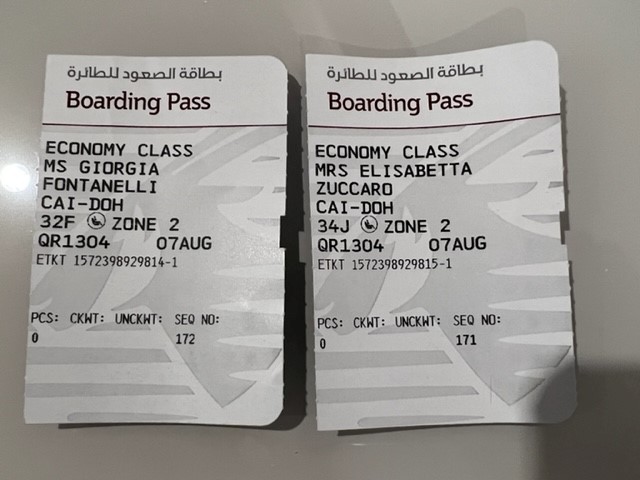 بطاقة الصعود للطائرة
Boarding Pass
ECONOMY CLASS
MS GIORGIA
FONTANELLI
CAI-DOH
32F ZONE 2
QR1304 07AUG
ETKT 1572398929814-1
PCS: CKWT: UNCKWT: SEQ NO:
0 172
بطاقة الصعود للطائرة
Boarding Pass
ECONOMY CLASS
MRS ELISABETTA
ZUCCARO
CAI-DOH
34J ZONE 2
QR1304 07AUG
ETKT 1572398929815-1
PCS: CKWT: UNCKWT: SEQ NO:
0 171